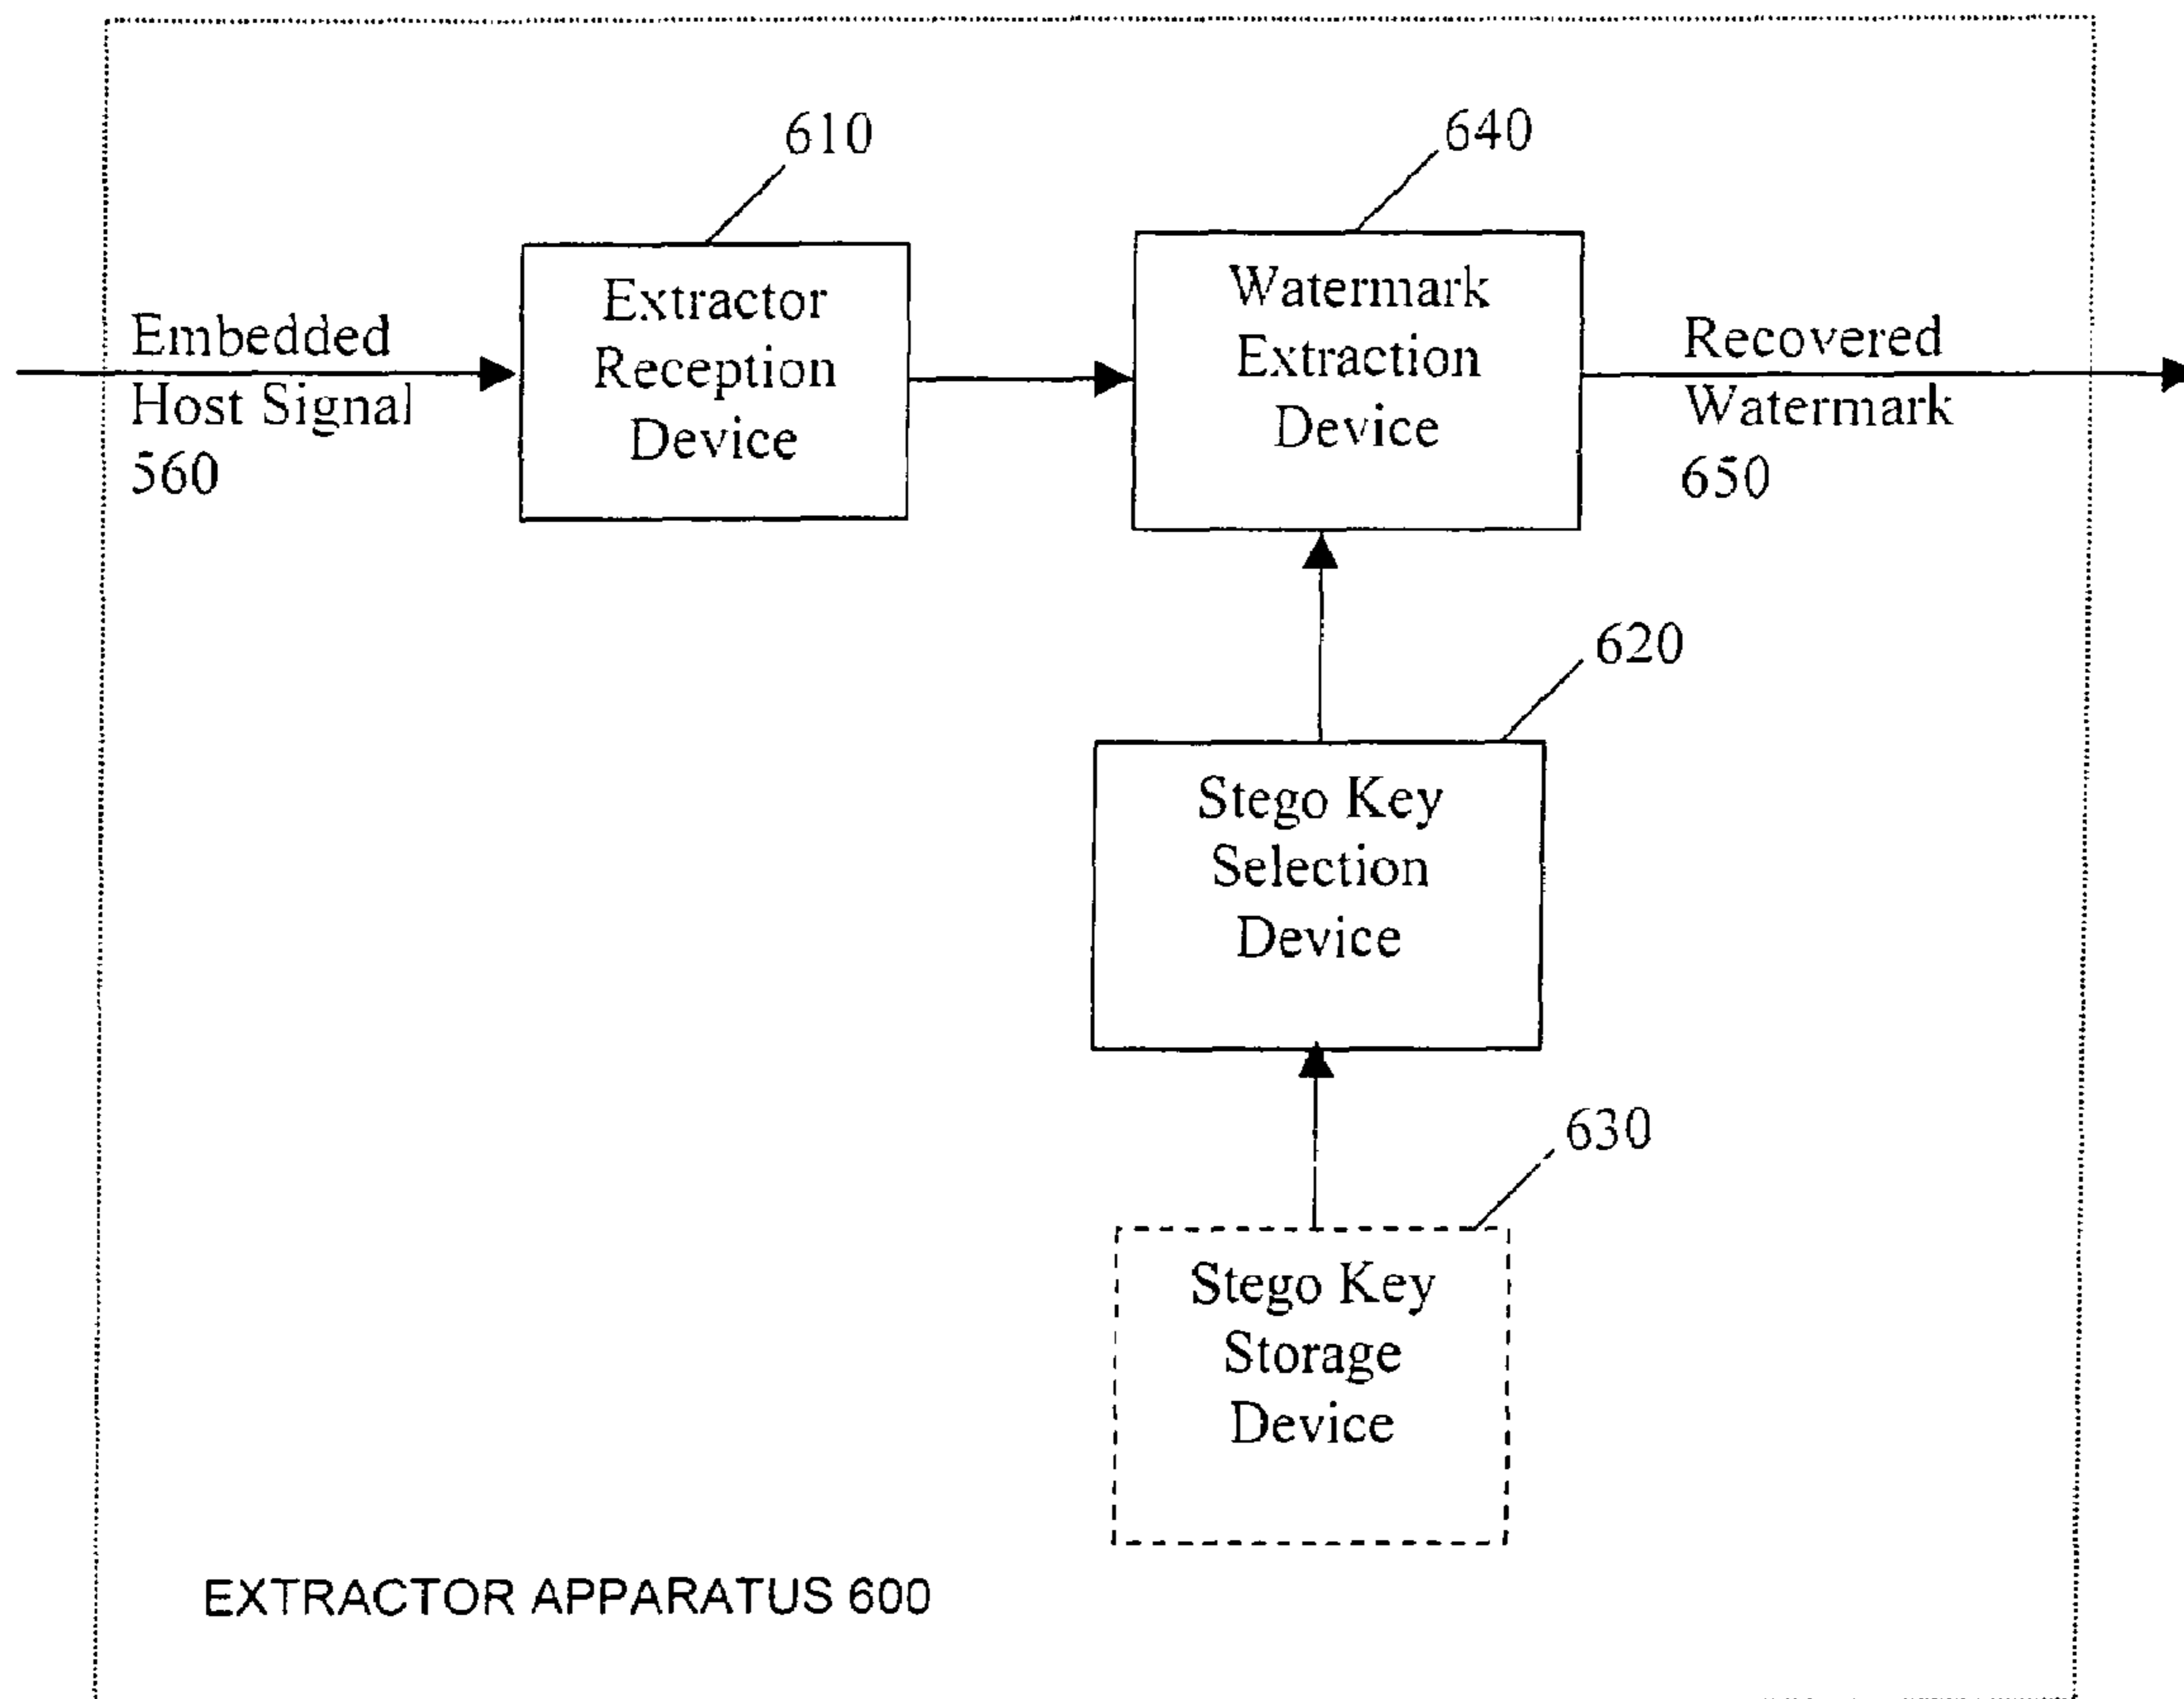 610
640
Extractor
Reception
Device
Watermark
Extraction
Device
Embedded
Host Signal
560
Recovered
Watermark
650
620
Stego Key
Selection
Device
630
Stego Key
Storage
Device
EXTRACTOR APPARATUS 600